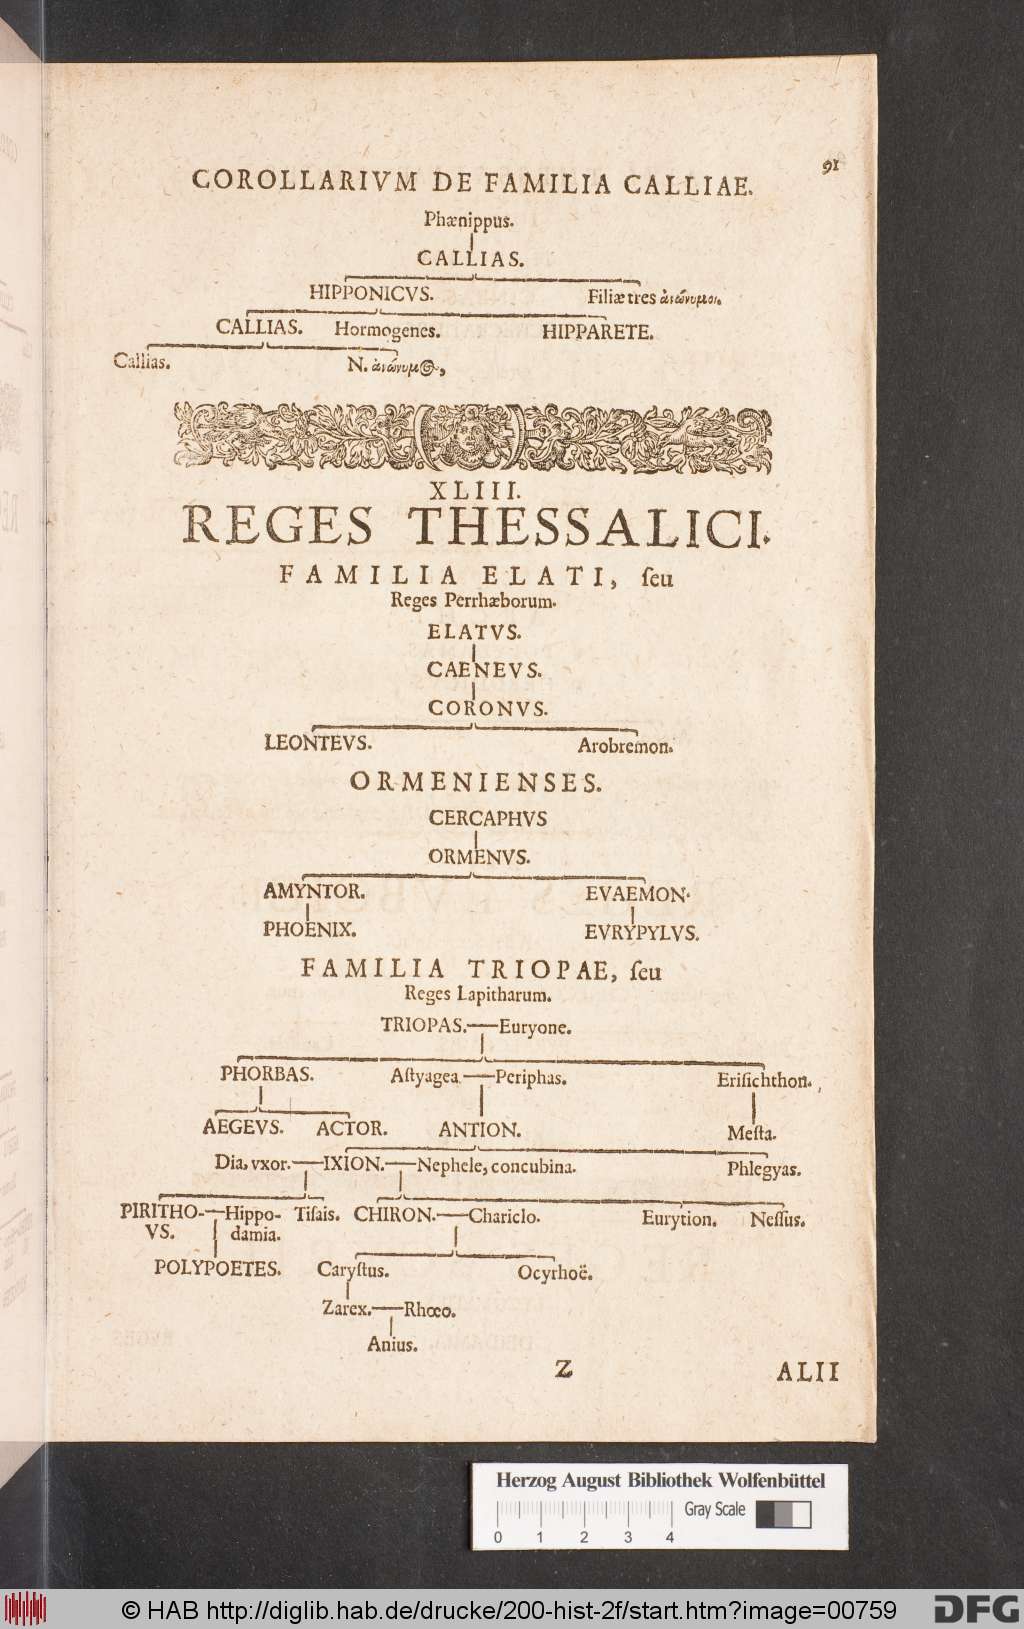 91
COROLLARIVM DE FAMILIA CALLIAE.
Phænippus.
CALLIAS.
HIPPONICVS. Filiæ tres ἀνώνυμοι.
CALLIAS. Hormogenes. HIPPARETE.
Callias. N. ἀνώνυμος,
XLIII.
REGES THESSALICI.
FAMILIA ELATI, ſeu
Reges Perrhæborum.
ELATVS.
CAENEVS.
CORONVS.
LEONTEVS. Arobremon.
ORMENIENSES.
CERCAPHVS
ORMENVS.
AMYNTOR. EVAEMON.
PHOENIX. EVRYPYLVS.
FAMILIA TRIOPAE, ſeu
Reges Lapitharum.
TRIOPAS.—Euryone.
PHORBAS. Aſtyagea—Periphas. Eriſichthon.
AEGEVS. ACTOR. ANTION. Meſta.
Dia, vxor.—IXION.—Nephele, concubina. Phlegyas.
PIRITHO-—Hippo- Tiſais. CHIRON.—Chariclo. Eurytion. Neſſus.
VS. damia.
POLYPOETES. Caryſtus. Ocyrhoë.
Zarex.—Rhœo.
Anius.
Z ALII
Herzog August Bibliothek Wolfenbüttel
Gray Scale
0 1 2 3 4
© HAB http://diglib.hab.de/drucke/200-hist-2f/start.htm?image=00759 DFG